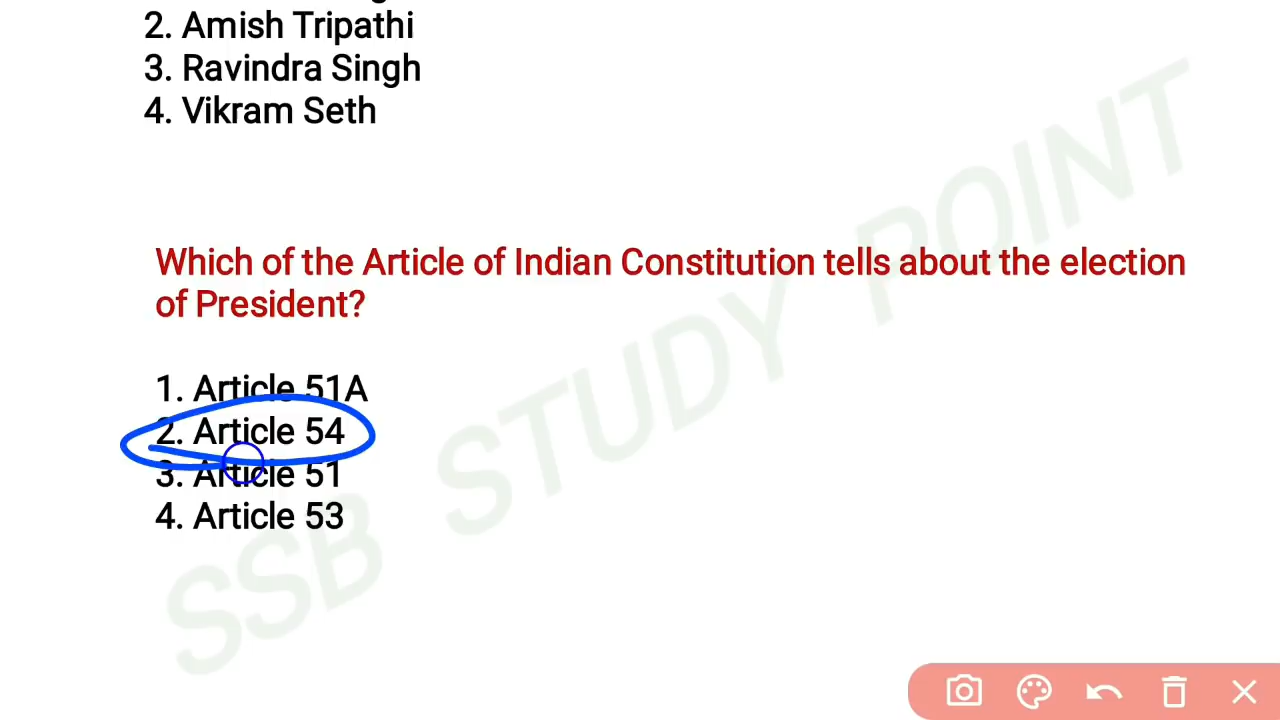 2. Amish Tripathi
3. Ravindra Singh
4. Vikram Seth
Which of the Article of Indian Constitution tells about the election
of President?
1. Article 51A
2. Article 54
3. Article 51
4. Article 53
SSB STUDY POINT